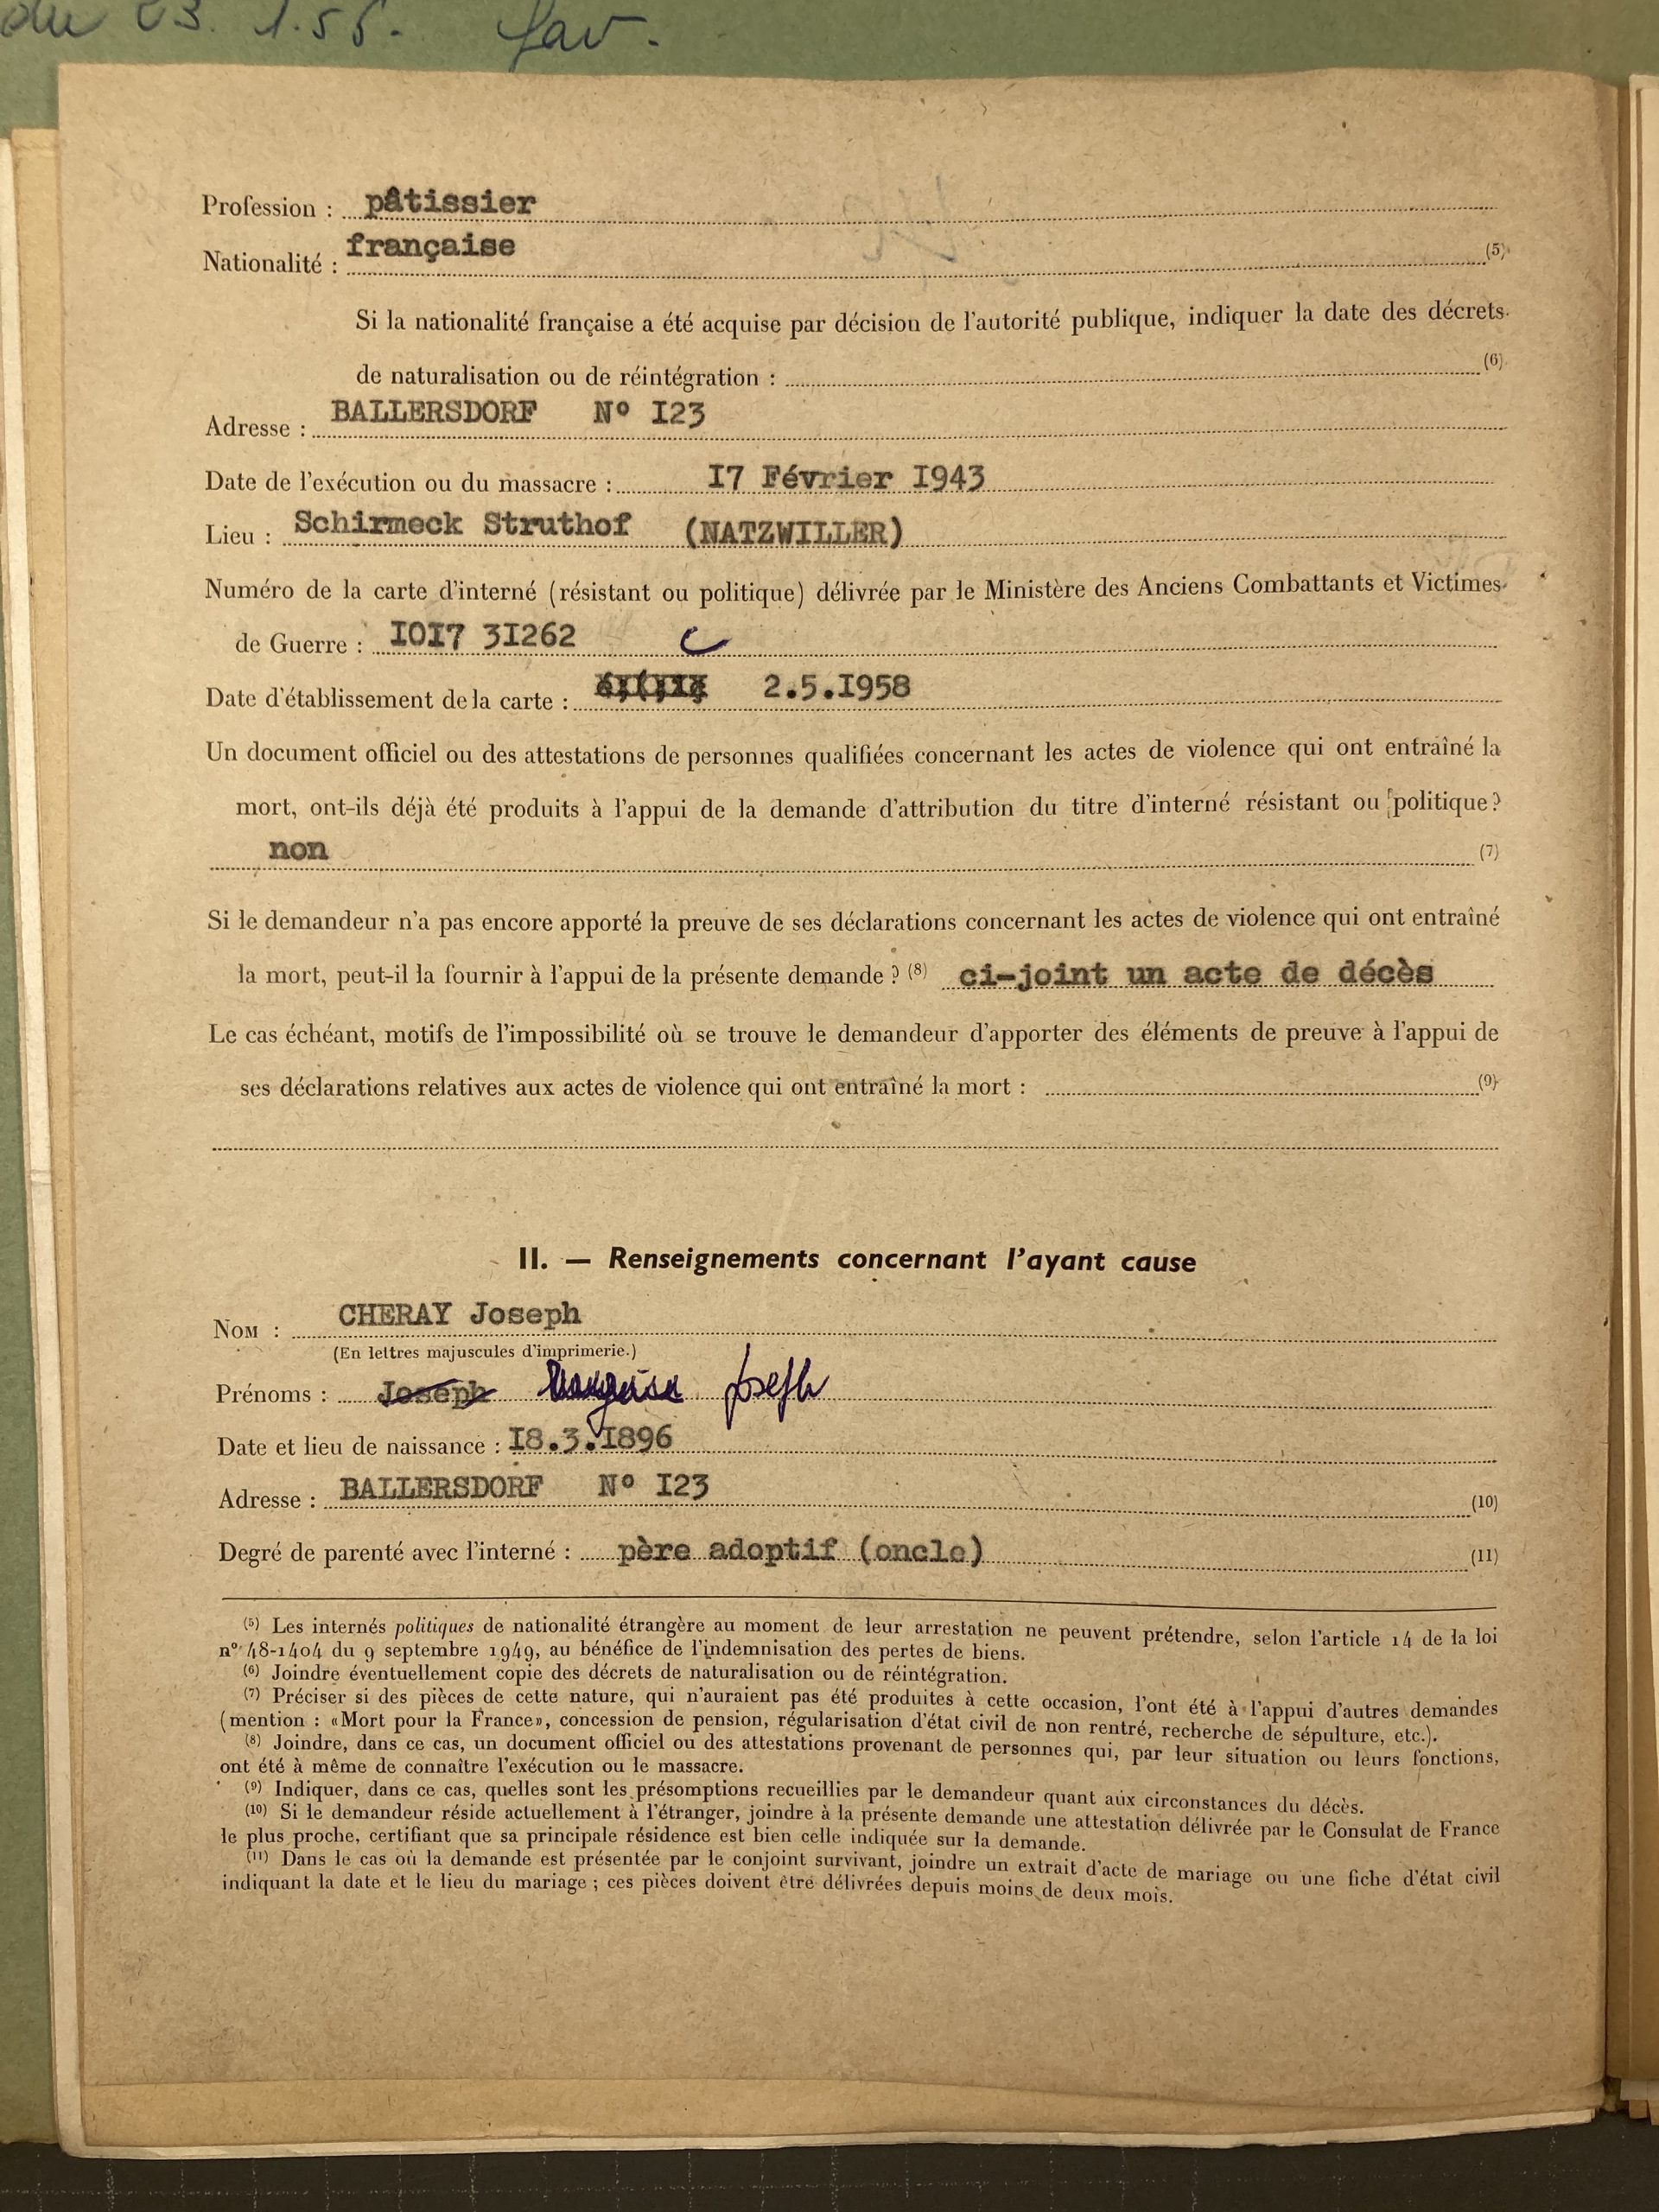 du 23. 1.56. fav.
Profession : pâtissier
Nationalité : française (5)
Si la nationalité française a été acquise par décision de l'autorité publique, indiquer la date des décrets
de naturalisation ou de réintégration : (6)
Adresse : BALLERSDORF N° I23
Date de l'exécution ou du massacre : I7 Février I943
Lieu : Schirmeck Struthof (NATZWILLER)
Numéro de la carte d'interné (résistant ou politique) délivrée par le Ministère des Anciens Combattants et Victimes
de Guerre : IOI7 3I262 C
Date d'établissement de la carte : 2.5.I958
Un document officiel ou des attestations de personnes qualifiées concernant les actes de violence qui ont entraîné la
mort, ont-ils déjà été produits à l'appui de la demande d'attribution du titre d'interné résistant ou politique?
non (7)
Si le demandeur n'a pas encore apporté la preuve de ses déclarations concernant les actes de violence qui ont entraîné
la mort, peut-il la fournir à l'appui de la présente demande ? (8) ci-joint un acte de décès
Le cas échéant, motifs de l'impossibilité où se trouve le demandeur d'apporter des éléments de preuve à l'appui de
ses déclarations relatives aux actes de violence qui ont entraîné la mort : (9)
II. — Renseignements concernant l'ayant cause
Nom : CHERAY Joseph
(En lettres majuscules d'imprimerie.)
Prénoms : Joseph Joseph
Date et lieu de naissance : I8.3.I896
Adresse : BALLERSDORF N° I23 (10)
Degré de parenté avec l'interné : père adoptif (oncle) (11)
(5) Les internés politiques de nationalité étrangère au moment de leur arrestation ne peuvent prétendre, selon l'article 14 de la loi
n° 48-1404 du 9 septembre 1949, au bénéfice de l'indemnisation des pertes de biens.
(6) Joindre éventuellement copie des décrets de naturalisation ou de réintégration.
(7) Préciser si des pièces de cette nature, qui n'auraient pas été produites à cette occasion, l'ont été à l'appui d'autres demandes
(mention : «Mort pour la France», concession de pension, régularisation d'état civil de non rentré, recherche de sépulture, etc.).
(8) Joindre, dans ce cas, un document officiel ou des attestations provenant de personnes qui, par leur situation ou leurs fonctions,
ont été à même de connaître l'exécution ou le massacre.
(9) Indiquer, dans ce cas, quelles sont les présomptions recueillies par le demandeur quant aux circonstances du décès.
(10) Si le demandeur réside actuellement à l'étranger, joindre à la présente demande une attestation délivrée par le Consulat de France
le plus proche, certifiant que sa principale résidence est bien celle indiquée sur la demande.
(11) Dans le cas où la demande est présentée par le conjoint survivant, joindre un extrait d'acte de mariage ou une fiche d'état civil
indiquant la date et le lieu du mariage ; ces pièces doivent être délivrées depuis moins de deux mois.